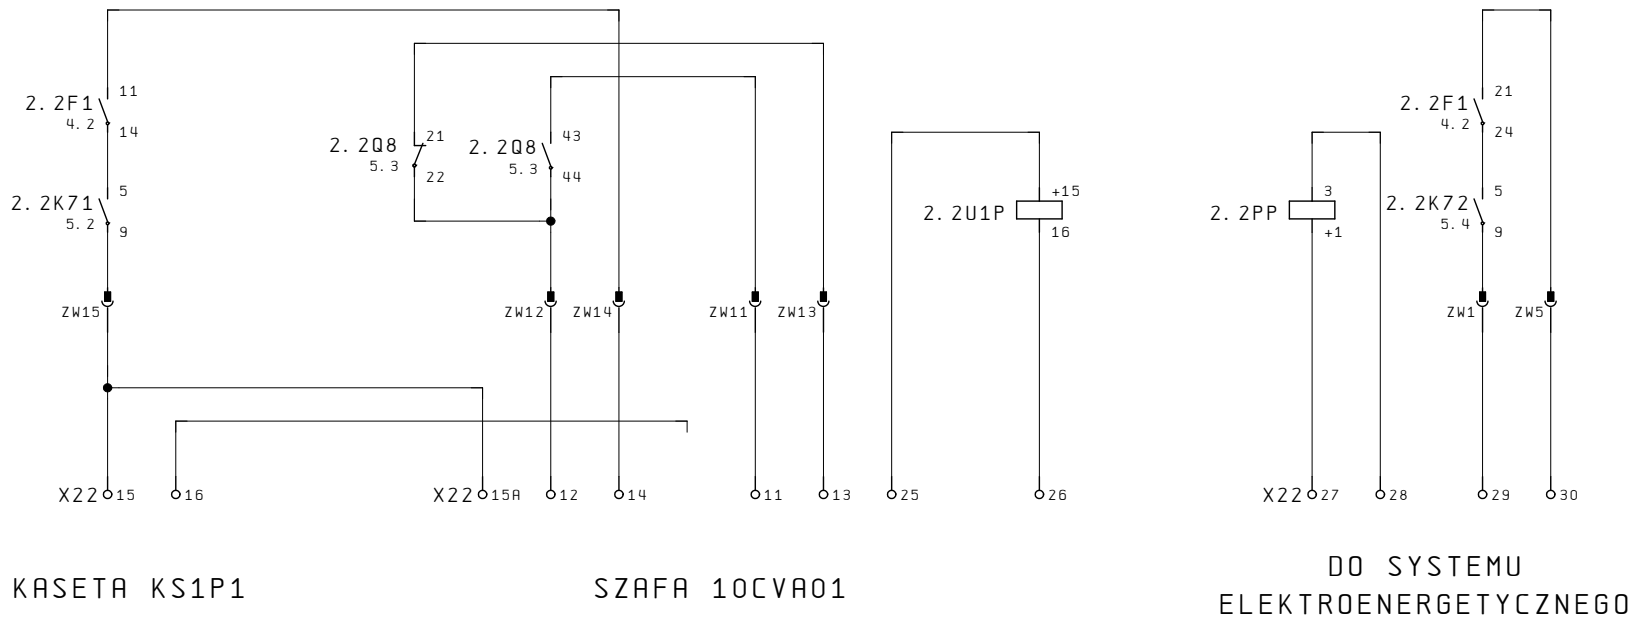 11
2.2F1
4.2
14
5
2.2K71
5.2
9
ZW15
21
2.2Q8
5.3
22
43
2.2Q8
5.3
44
ZW12
ZW14
ZW11
ZW13
+15
2.2U1P
16
3
2.2PP
+1
21
2.2F1
4.2
24
5
2.2K72
5.4
9
ZW1
ZW5
X22 15
16
X22 15A
12
14
11
13
25
26
X22 27
28
29
30
KASETA KS1P1
SZAFA 10CVA01
DO SYSTEMU
ELEKTROENERGETYCZNEGO